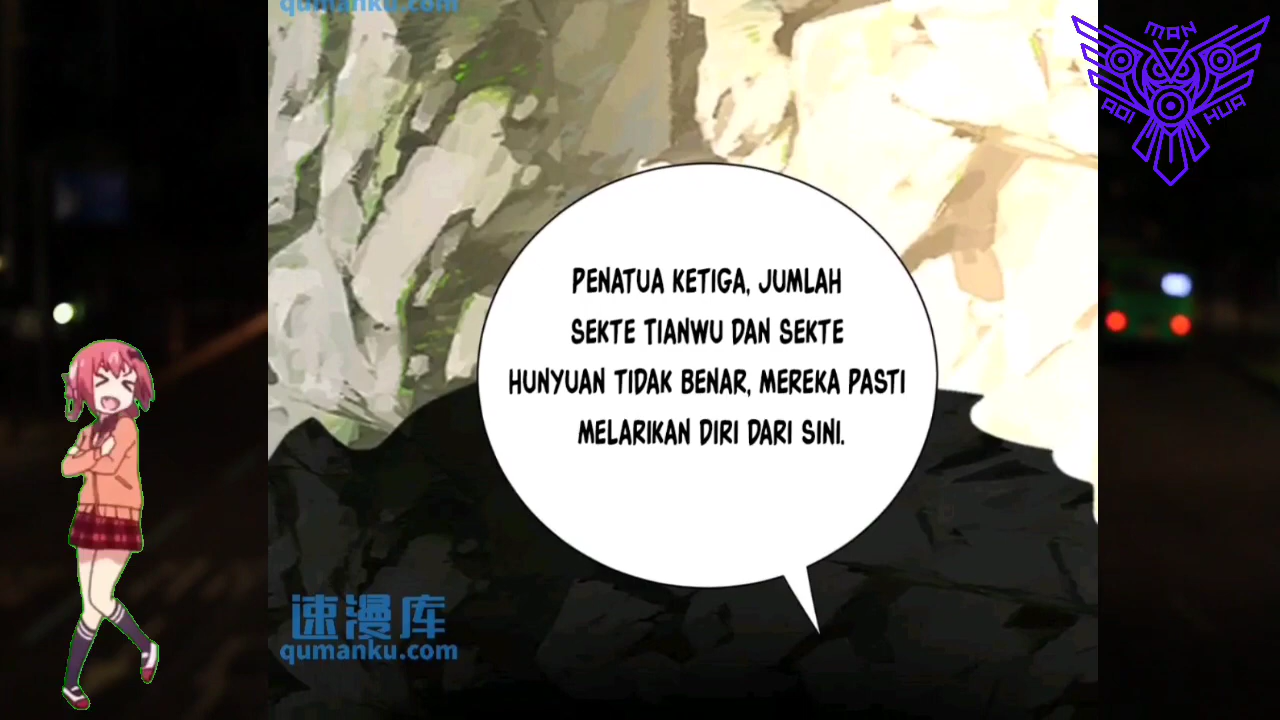 qumanku.com
MAN
ADI HUA
PENATUA KETIGA, JUMLAH
SEKTE TIANWU DAN SEKTE
HUNYUAN TIDAK BENAR, MEREKA PASTI
MELARIKAN DIRI DARI SINI.
速漫库
qumanku.com